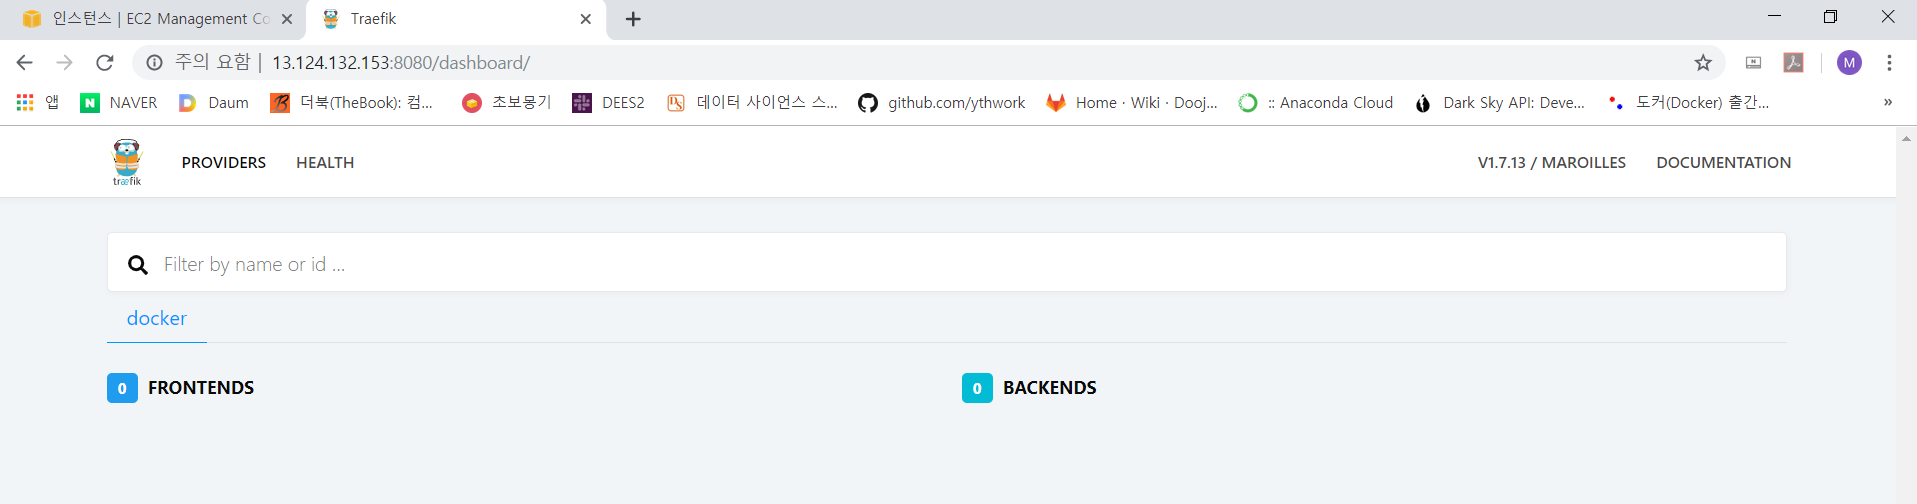 인스턴스 | EC2 Management Co
Traefik
주의 요함 | 13.124.132.153:8080/dashboard/
M
앱
N NAVER
Daum
더북(TheBook): 컴...
초보몽키
DEES2
데이터 사이언스 스...
github.com/ythwork
Home · Wiki · Dooj...
:: Anaconda Cloud
Dark Sky API: Deve...
도커(Docker) 출간...
»
træfik
PROVIDERS
HEALTH
V1.7.13 / MAROILLES
DOCUMENTATION
Filter by name or id ...
docker
0 FRONTENDS
0 BACKENDS